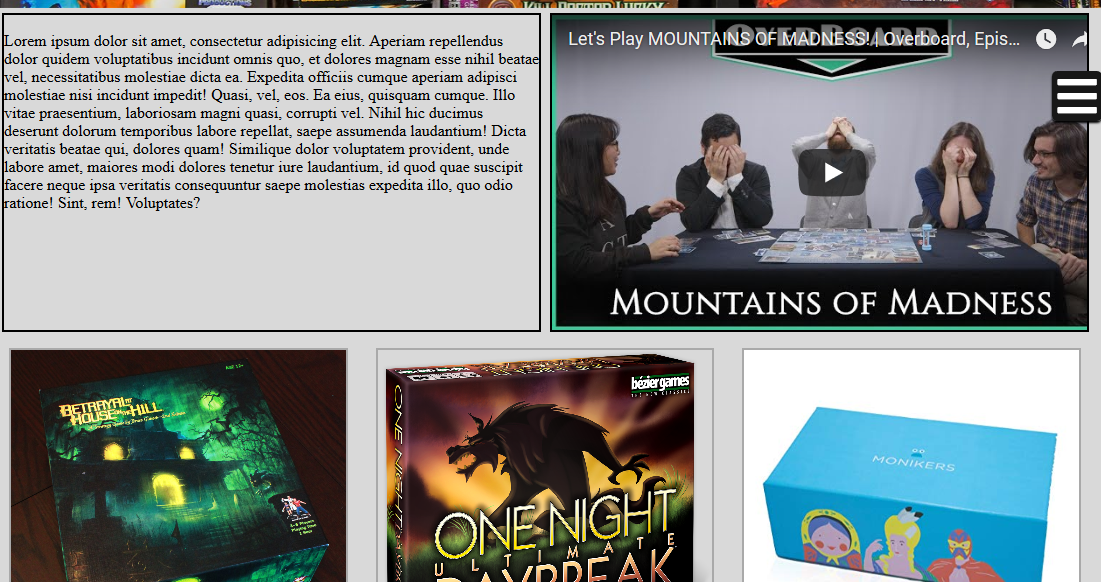 KILL DOCTOR LUCKY
Lorem ipsum dolor sit amet, consectetur adipisicing elit. Aperiam repellendus
dolor quidem voluptatibus incidunt omnis quo, et dolores magnam esse nihil beatae
vel, necessitatibus molestiae dicta ea. Expedita officiis cumque aperiam adipisci
molestiae nisi incidunt impedit! Quasi, vel, eos. Ea eius, quisquam cumque. Illo
vitae praesentium, laboriosam magni quasi, corrupti vel. Nihil hic ducimus
deserunt dolorum temporibus labore repellat, saepe assumenda laudantium! Dicta
veritatis beatae qui, dolores quam! Similique dolor voluptatem provident, unde
labore amet, maiores modi dolores tenetur iure laudantium, id quod quae suscipit
facere neque ipsa veritatis consequuntur saepe molestias expedita illo, quo odio
ratione! Sint, rem! Voluptates?
OVERBOARD
Let's Play MOUNTAINS OF MADNESS! | Overboard, Epis...
MOUNTAINS OF MADNESS
BETRAYAL AT
HOUSE ON THE HILL
béziergames
ONE NIGHT
ONE NIGHT
ULTIMATE
DAYBREAK
MONIKERS